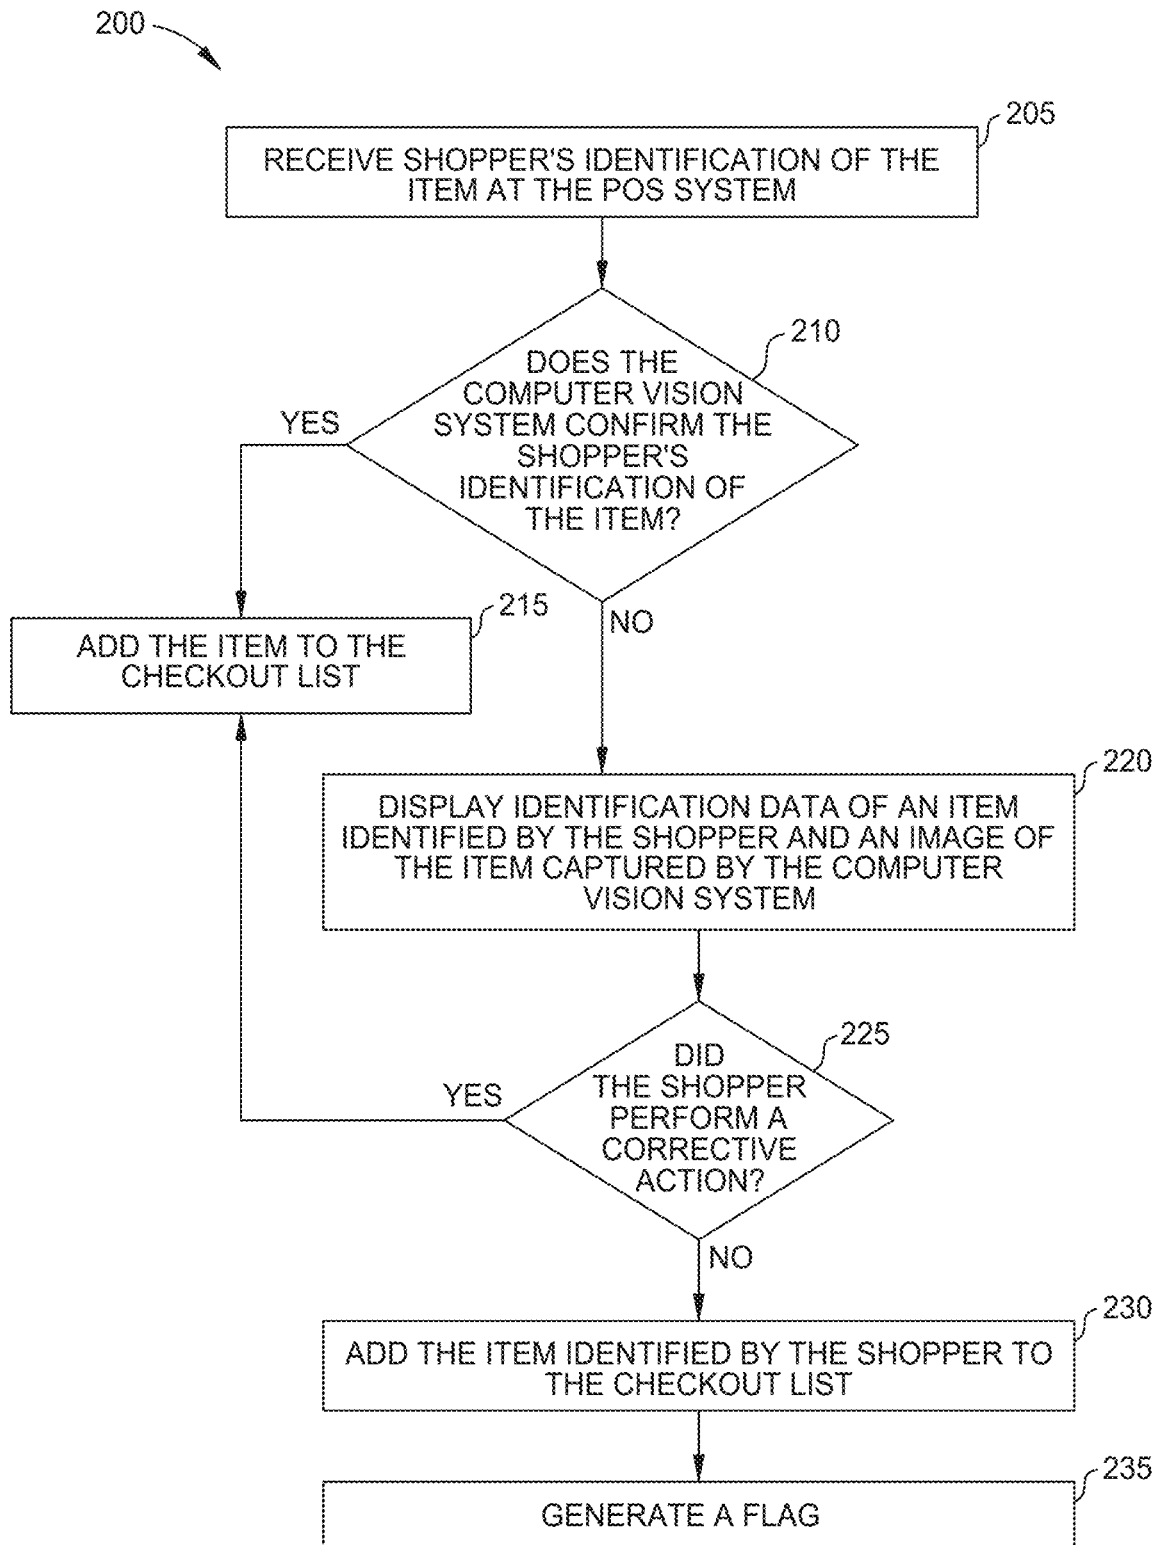 200
205
RECEIVE SHOPPER'S IDENTIFICATION OF THE
ITEM AT THE POS SYSTEM
210
DOES THE
COMPUTER VISION
SYSTEM CONFIRM THE
SHOPPER'S
IDENTIFICATION OF
THE ITEM?
YES
NO
215
ADD THE ITEM TO THE
CHECKOUT LIST
220
DISPLAY IDENTIFICATION DATA OF AN ITEM
IDENTIFIED BY THE SHOPPER AND AN IMAGE OF
THE ITEM CAPTURED BY THE COMPUTER
VISION SYSTEM
225
DID
THE SHOPPER
PERFORM A
CORRECTIVE
ACTION?
YES
NO
230
ADD THE ITEM IDENTIFIED BY THE SHOPPER TO
THE CHECKOUT LIST
235
GENERATE A FLAG